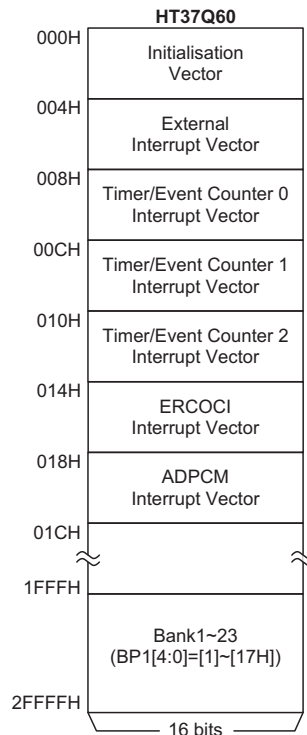 HT37Q60
000H
Initialisation
Vector
004H
External
Interrupt Vector
008H
Timer/Event Counter 0
Interrupt Vector
00CH
Timer/Event Counter 1
Interrupt Vector
010H
Timer/Event Counter 2
Interrupt Vector
014H
ERCOCI
Interrupt Vector
018H
ADPCM
Interrupt Vector
01CH
1FFFH
Bank1~23
(BP1[4:0]=[1]~[17H])
2FFFFH
16 bits